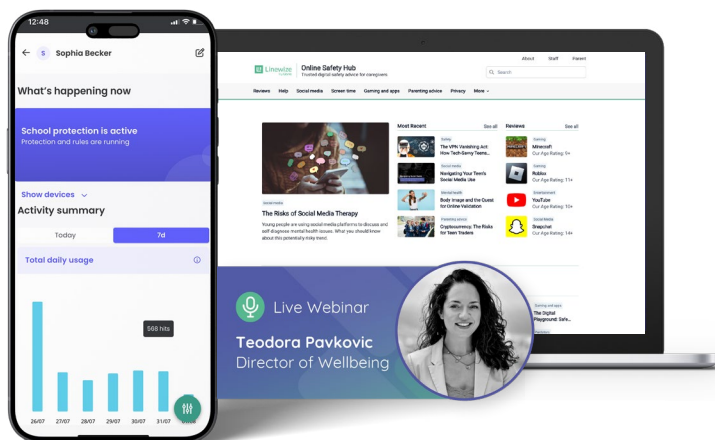 12:48
S Sophia Becker
What's happening now
School protection is active
Protection and rules are running
Show devices
Activity summary
Today
7d
Total daily usage
568 hits
26/07 27/07 28/07 29/07 30/07 31/07
About Staff Parent
Linewize
Online Safety Hub
Trusted digital safety advice for caregivers
Search
Reviews Help Social media Screen time Gaming and apps Parenting advice Privacy More
Social media
The Risks of Social Media Therapy
Young people are using social media platforms to discuss and
self-diagnose mental health issues. What you should know
about this potentially risky trend.
Most Recent See all
Safety
The VPN Vanishing Act:
How Tech-Savvy Teens...
Social media
Navigating Your Teen's
Social Media Use
Mental health
Body Image and the Quest
for Online Validation
Parenting advice
Cryptocurrency: The Risks
for Teen Traders
Reviews See all
Gaming
Minecraft
Our Age Rating: 9+
Gaming
Roblox
Our Age Rating: 11+
Entertainment
YouTube
Our Age Rating: 10+
Social Media
Snapchat
Our Age Rating: 14+
Gaming and apps
The Digital
Playground: Safe...
Live Webinar
Teodora Pavkovic
Director of Wellbeing